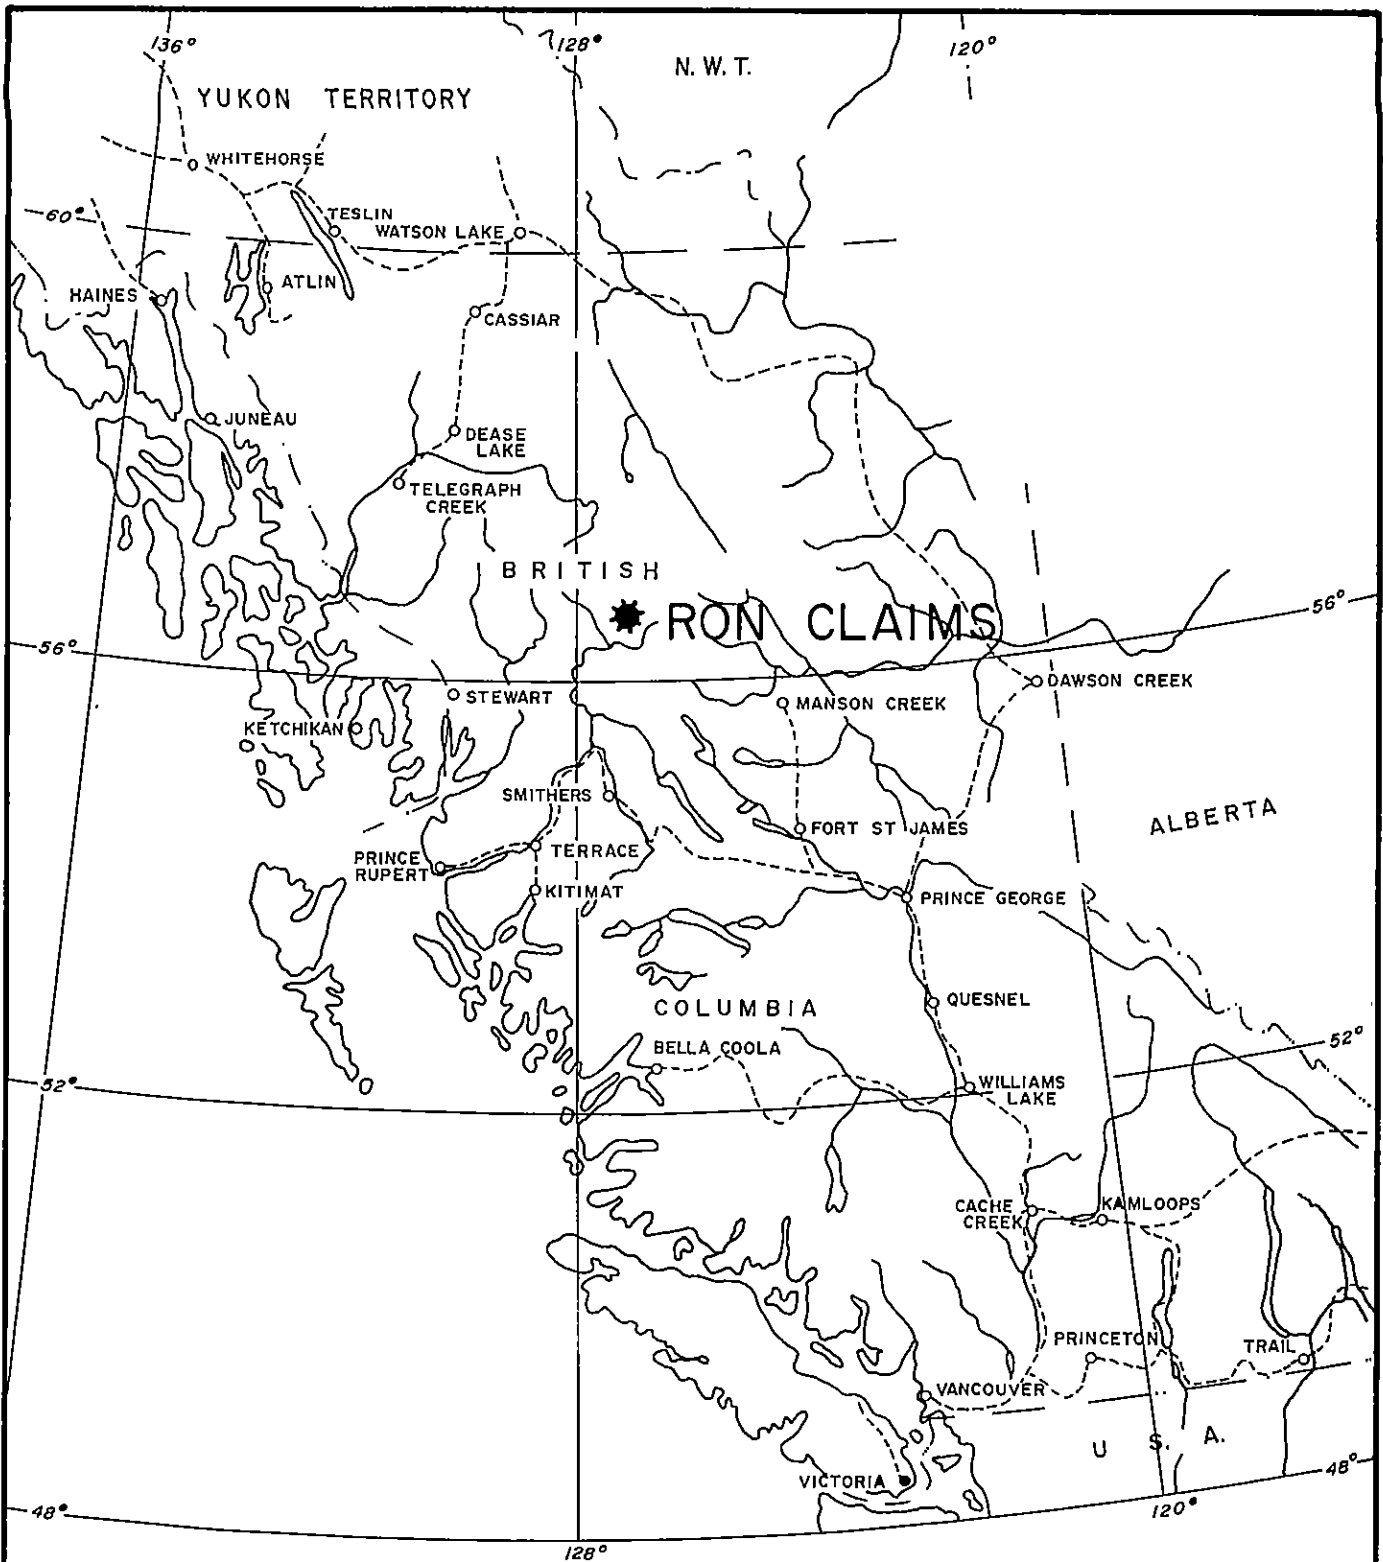 136°
128°
120°
N. W. T.
YUKON TERRITORY
WHITEHORSE
60°
TESLIN
WATSON LAKE
ATLIN
HAINES
CASSIAR
JUNEAU
DEASE
LAKE
TELEGRAPH
CREEK
BRITISH
RON CLAIMS
56°
56°
DAWSON CREEK
STEWART
MANSON CREEK
KETCHIKAN
SMITHERS
ALBERTA
FORT ST JAMES
PRINCE
RUPERT
TERRACE
KITIMAT
PRINCE GEORGE
QUESNEL
COLUMBIA
52°
BELLA COOLA
52°
WILLIAMS
LAKE
CACHE
CREEK
KAMLOOPS
PRINCETON
TRAIL
VANCOUVER
U. S. A.
VICTORIA
48°
48°
120°
128°